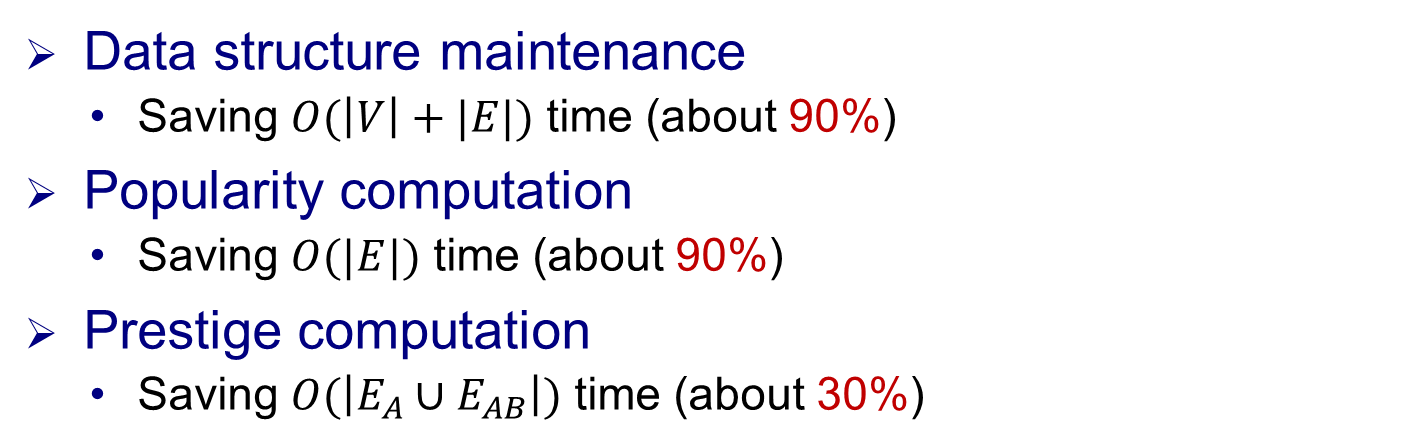 ➢ Data structure maintenance
• Saving O(|V| + |E|) time (about 90%)
➢ Popularity computation
• Saving O(|E|) time (about 90%)
➢ Prestige computation
• Saving O(|E_A ∪ E_AB|) time (about 30%)